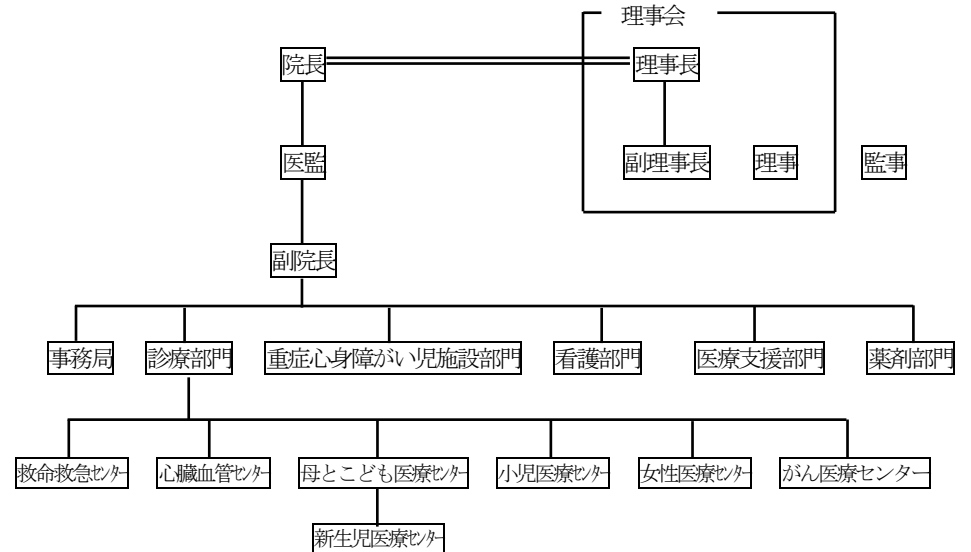 理事会
院長
理事長
医監
副理事長
理事
監事
副院長
事務局
診療部門
重症心身障がい児施設部門
看護部門
医療支援部門
薬剤部門
救命救急ｾﾝﾀｰ
心臓血管ｾﾝﾀｰ
母とこども医療ｾﾝﾀｰ
小児医療ｾﾝﾀｰ
女性医療ｾﾝﾀｰ
がん医療センター
新生児医療ｾﾝﾀｰ